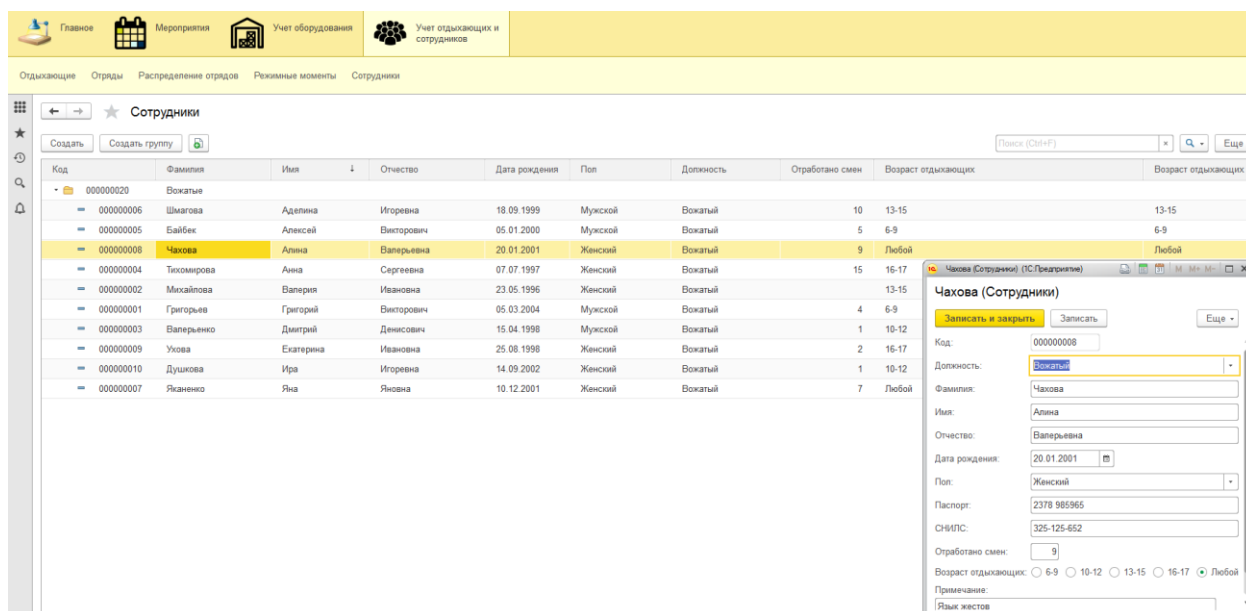 Главное
Мероприятия
Учет оборудования
Учет отдыхающих и
сотрудников
Отдыхающие Отряды Распределение отрядов Режимные моменты Сотрудники
Сотрудники
Создать Создать группу Поиск (Ctrl+F) × Еще
Код Фамилия Имя ↓ Отчество Дата рождения Пол Должность Отработано смен Возраст отдыхающих Возраст отдыхающих
000000020 Вожатые
000000006 Шмагова Аделина Игоревна 18.09.1999 Мужской Вожатый 10 13-15 13-15
000000005 Байбек Алексей Викторович 05.01.2000 Мужской Вожатый 5 6-9 6-9
000000008 Чахова Алина Валерьевна 20.01.2001 Женский Вожатый 9 Любой Любой
000000004 Тихомирова Анна Сергеевна 07.07.1997 Женский Вожатый 15 16-17
000000002 Михайлова Валерия Ивановна 23.05.1996 Женский Вожатый 13-15
000000001 Григорьев Григорий Викторович 05.03.2004 Мужской Вожатый 4 6-9
000000003 Валерьенко Дмитрий Денисович 15.04.1998 Мужской Вожатый 1 10-12
000000009 Ухова Екатерина Ивановна 25.08.1998 Женский Вожатый 2 16-17
000000010 Душкова Ира Игоревна 14.09.2002 Женский Вожатый 1 10-12
000000007 Яканенко Яна Яновна 10.12.2001 Женский Вожатый 7 Любой
Чахова (Сотрудники) (1С:Предприятие) M M+ M-
Чахова (Сотрудники)
Записать и закрыть Записать Еще
Код: 000000008
Должность: Вожатый
Фамилия: Чахова
Имя: Алина
Отчество: Валерьевна
Дата рождения: 20.01.2001
Пол: Женский
Паспорт: 2378 985965
СНИЛС: 325-125-652
Отработано смен: 9
Возраст отдыхающих: 6-9 10-12 13-15 16-17 Любой
Примечание:
Язык жестов